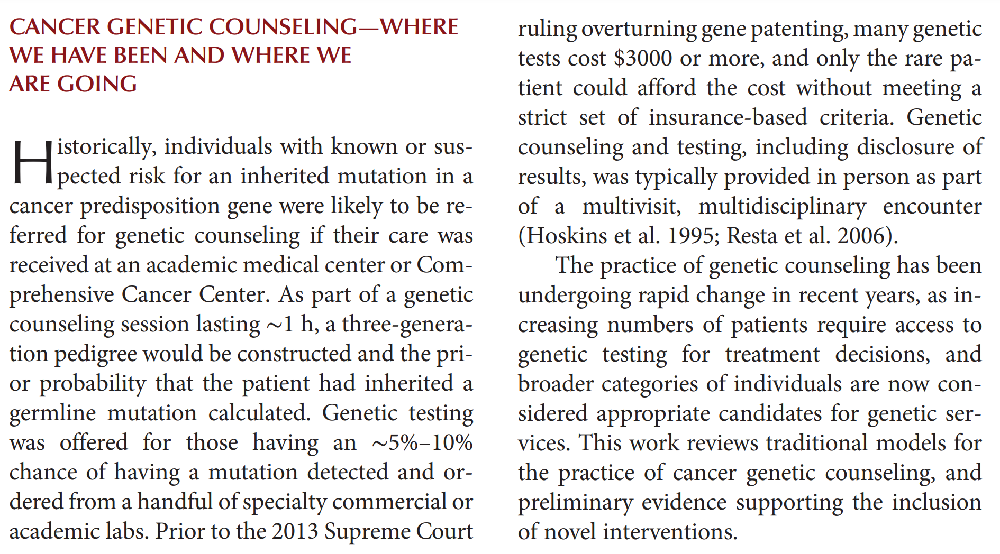 CANCER GENETIC COUNSELING—WHERE
WE HAVE BEEN AND WHERE WE
ARE GOING
Historically, individuals with known or sus-
pected risk for an inherited mutation in a
cancer predisposition gene were likely to be re-
ferred for genetic counseling if their care was
received at an academic medical center or Com-
prehensive Cancer Center. As part of a genetic
counseling session lasting ∼1 h, a three-genera-
tion pedigree would be constructed and the pri-
or probability that the patient had inherited a
germline mutation calculated. Genetic testing
was offered for those having an ∼5%–10%
chance of having a mutation detected and or-
dered from a handful of specialty commercial or
academic labs. Prior to the 2013 Supreme Court
ruling overturning gene patenting, many genetic
tests cost $3000 or more, and only the rare pa-
tient could afford the cost without meeting a
strict set of insurance-based criteria. Genetic
counseling and testing, including disclosure of
results, was typically provided in person as part
of a multivisit, multidisciplinary encounter
(Hoskins et al. 1995; Resta et al. 2006).
The practice of genetic counseling has been
undergoing rapid change in recent years, as in-
creasing numbers of patients require access to
genetic testing for treatment decisions, and
broader categories of individuals are now con-
sidered appropriate candidates for genetic ser-
vices. This work reviews traditional models for
the practice of cancer genetic counseling, and
preliminary evidence supporting the inclusion
of novel interventions.